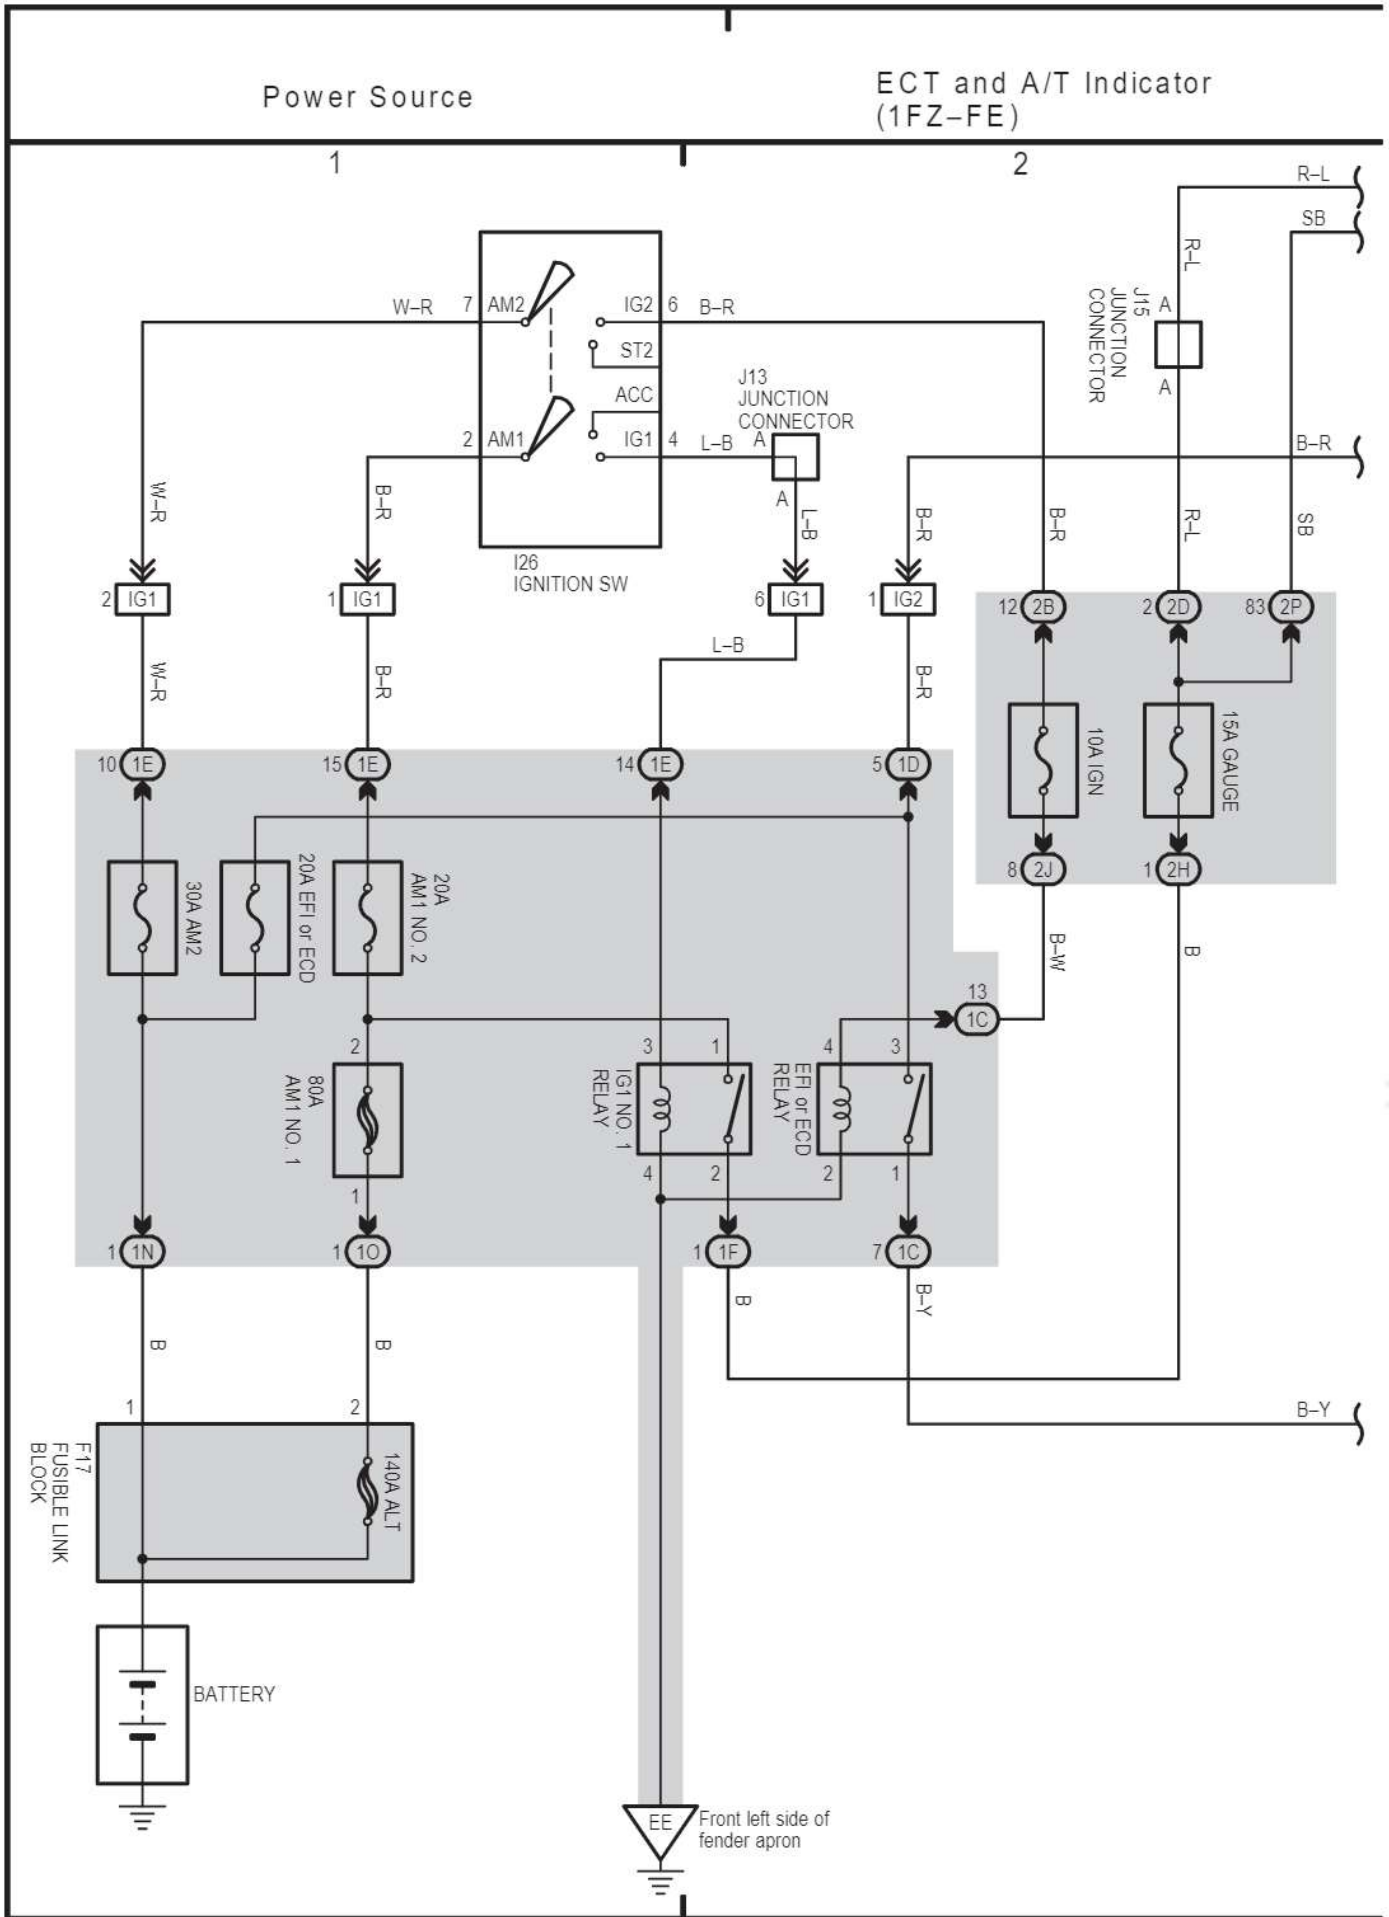 Power Source
ECT and A/T Indicator
(1FZ–FE)
1
2
R–L
SB
R–L
J15
JUNCTION
CONNECTOR
A
A
W–R
7
AM2
IG2
6
B–R
ST2
ACC
2
AM1
IG1
4
L–B
J13
JUNCTION
CONNECTOR
A
A
B–R
W–R
B–R
L–B
B–R
B–R
R–L
SB
I26
IGNITION SW
2
IG1
1
IG1
6
IG1
1
IG2
12
2B
2
2D
83
2P
W–R
B–R
L–B
B–R
10A IGN
15A GAUGE
10
1E
15
1E
14
1E
5
1D
8
2J
1
2H
30A AM2
20A EFI or ECD
20A
AM1 NO. 2
B–W
B
13
1C
2
80A
AM1 NO. 1
1
3
1
IG1 NO. 1
RELAY
4
2
4
3
EFI or ECD
RELAY
2
1
1
1N
1
1O
1
1F
7
1C
B
B
B
B–Y
1
2
F17
FUSIBLE LINK
BLOCK
140A ALT
B–Y
BATTERY
EE
Front left side of
fender apron